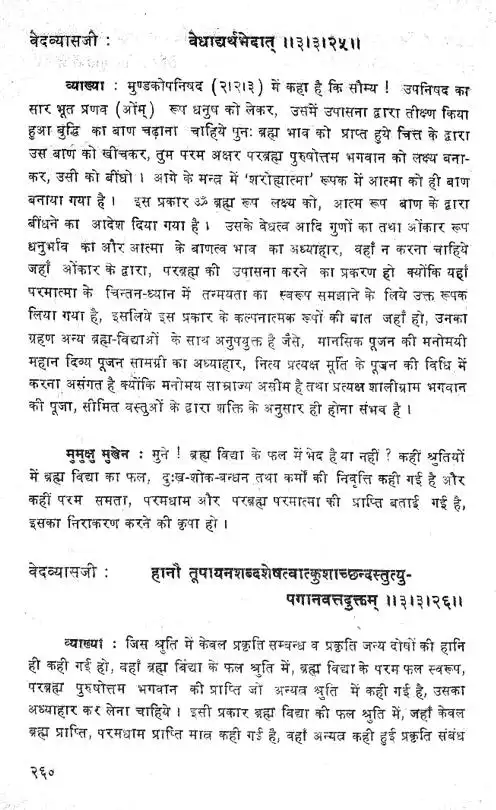 वेदव्यासजी : वेधाद्यर्थभेदात् ।।३।३।२५।।
व्याख्या : मुण्डकोपनिषद (२।२।३) में कहा है कि सौम्य ! उपनिषद का
सार भूत प्रणव (ओंम्) रूप धनुष को लेकर, उसमें उपासना द्वारा तीक्ष्ण किया
हुआ बुद्धि का बाण चढ़ाना चाहिये पुनः ब्रह्म भाव को प्राप्त हुये चित्त के द्वारा
उस बाण को खींचकर, तुम परम अक्षर परब्रह्म पुरुषोत्तम भगवान को लक्ष्य बना-
कर, उसी को बींधो । आगे के मन्त्र में 'शरोह्यात्मा' रूपक में आत्मा को ही बाण
बनाया गया है । इस प्रकार ॐ ब्रह्म रूप लक्ष्य को, आत्म रूप बाण के द्वारा
बींधने का आदेश दिया गया है । उसके वेधत्व आदि गुणों का तथा ओंकार रूप
धनुर्भाव का और आत्मा के बाणत्व भाव का अध्याहार, वहाँ न करना चाहिये
जहाँ ओंकार के द्वारा, परब्रह्म की उपासना करने का प्रकरण हो क्योंकि यहाँ
परमात्मा के चिन्तन-ध्यान में तन्मयता का स्वरूप समझाने के लिये उक्त रूपक
लिया गया है, इसलिये इस प्रकार के कल्पनात्मक रूपों की बात जहाँ हो, उनका
ग्रहण अन्य ब्रह्म-विद्याओं के साथ अनुपयुक्त है जैसे, मानसिक पूजन की मनोमयी
महान दिव्य पूजन सामग्री का अध्याहार, नित्य प्रत्यक्ष मूर्ति के पूजन की विधि में
करना असंगत है क्योंकि मनोमय साम्राज्य असीम है तथा प्रत्यक्ष शालीग्राम भगवान
की पूजा, सीमित वस्तुओं के द्वारा शक्ति के अनुसार ही होना संभव है ।
मुमुक्षु मुखेन : मुने ! ब्रह्म विद्या के फल में भेद है या नहीं ? कहीं श्रुतियों
में ब्रह्म विद्या का फल, दुःख-शोक-बन्धन तथा कर्मों की निवृत्ति कही गई है और
कहीं परम समता, परमधाम और परब्रह्म परमात्मा की प्राप्ति बताई गई है,
इसका निराकरण करने की कृपा हो ।
वेदव्यासजी : हानौ तूपायनशब्दशेषत्वात्कुशाच्छन्दस्तुत्यु-
पगानवत्तदुक्तम् ।।३।३।२६।।
व्याख्या : जिस श्रुति में केवल प्रकृति सम्बन्ध व प्रकृति जन्य दोषों की हानि
ही कही गई हो, वहाँ ब्रह्म विद्या के फल श्रुति में, ब्रह्म विद्या के परम फल स्वरूप,
परब्रह्म पुरुषोत्तम भगवान की प्राप्ति जो अन्यत्र श्रुति में कही गई है, उसका
अध्याहार कर लेना चाहिये । इसी प्रकार ब्रह्म विद्या की फल श्रुति में, जहाँ केवल
ब्रह्म प्राप्ति, परमधाम प्राप्ति मात्र कही गई है, वहाँ अन्यत्र कही हुई प्रकृति संबंध
२६०